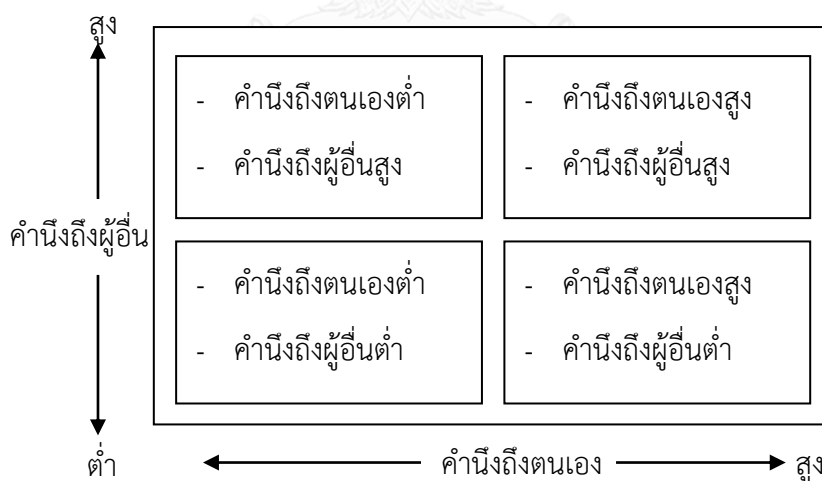 สูง
- คำนึงถึงตนเองต่ำ
- คำนึงถึงผู้อื่นสูง
- คำนึงถึงตนเองสูง
- คำนึงถึงผู้อื่นสูง
คำนึงถึงผู้อื่น
- คำนึงถึงตนเองต่ำ
- คำนึงถึงผู้อื่นต่ำ
- คำนึงถึงตนเองสูง
- คำนึงถึงผู้อื่นต่ำ
ต่ำ
คำนึงถึงตนเอง
สูง